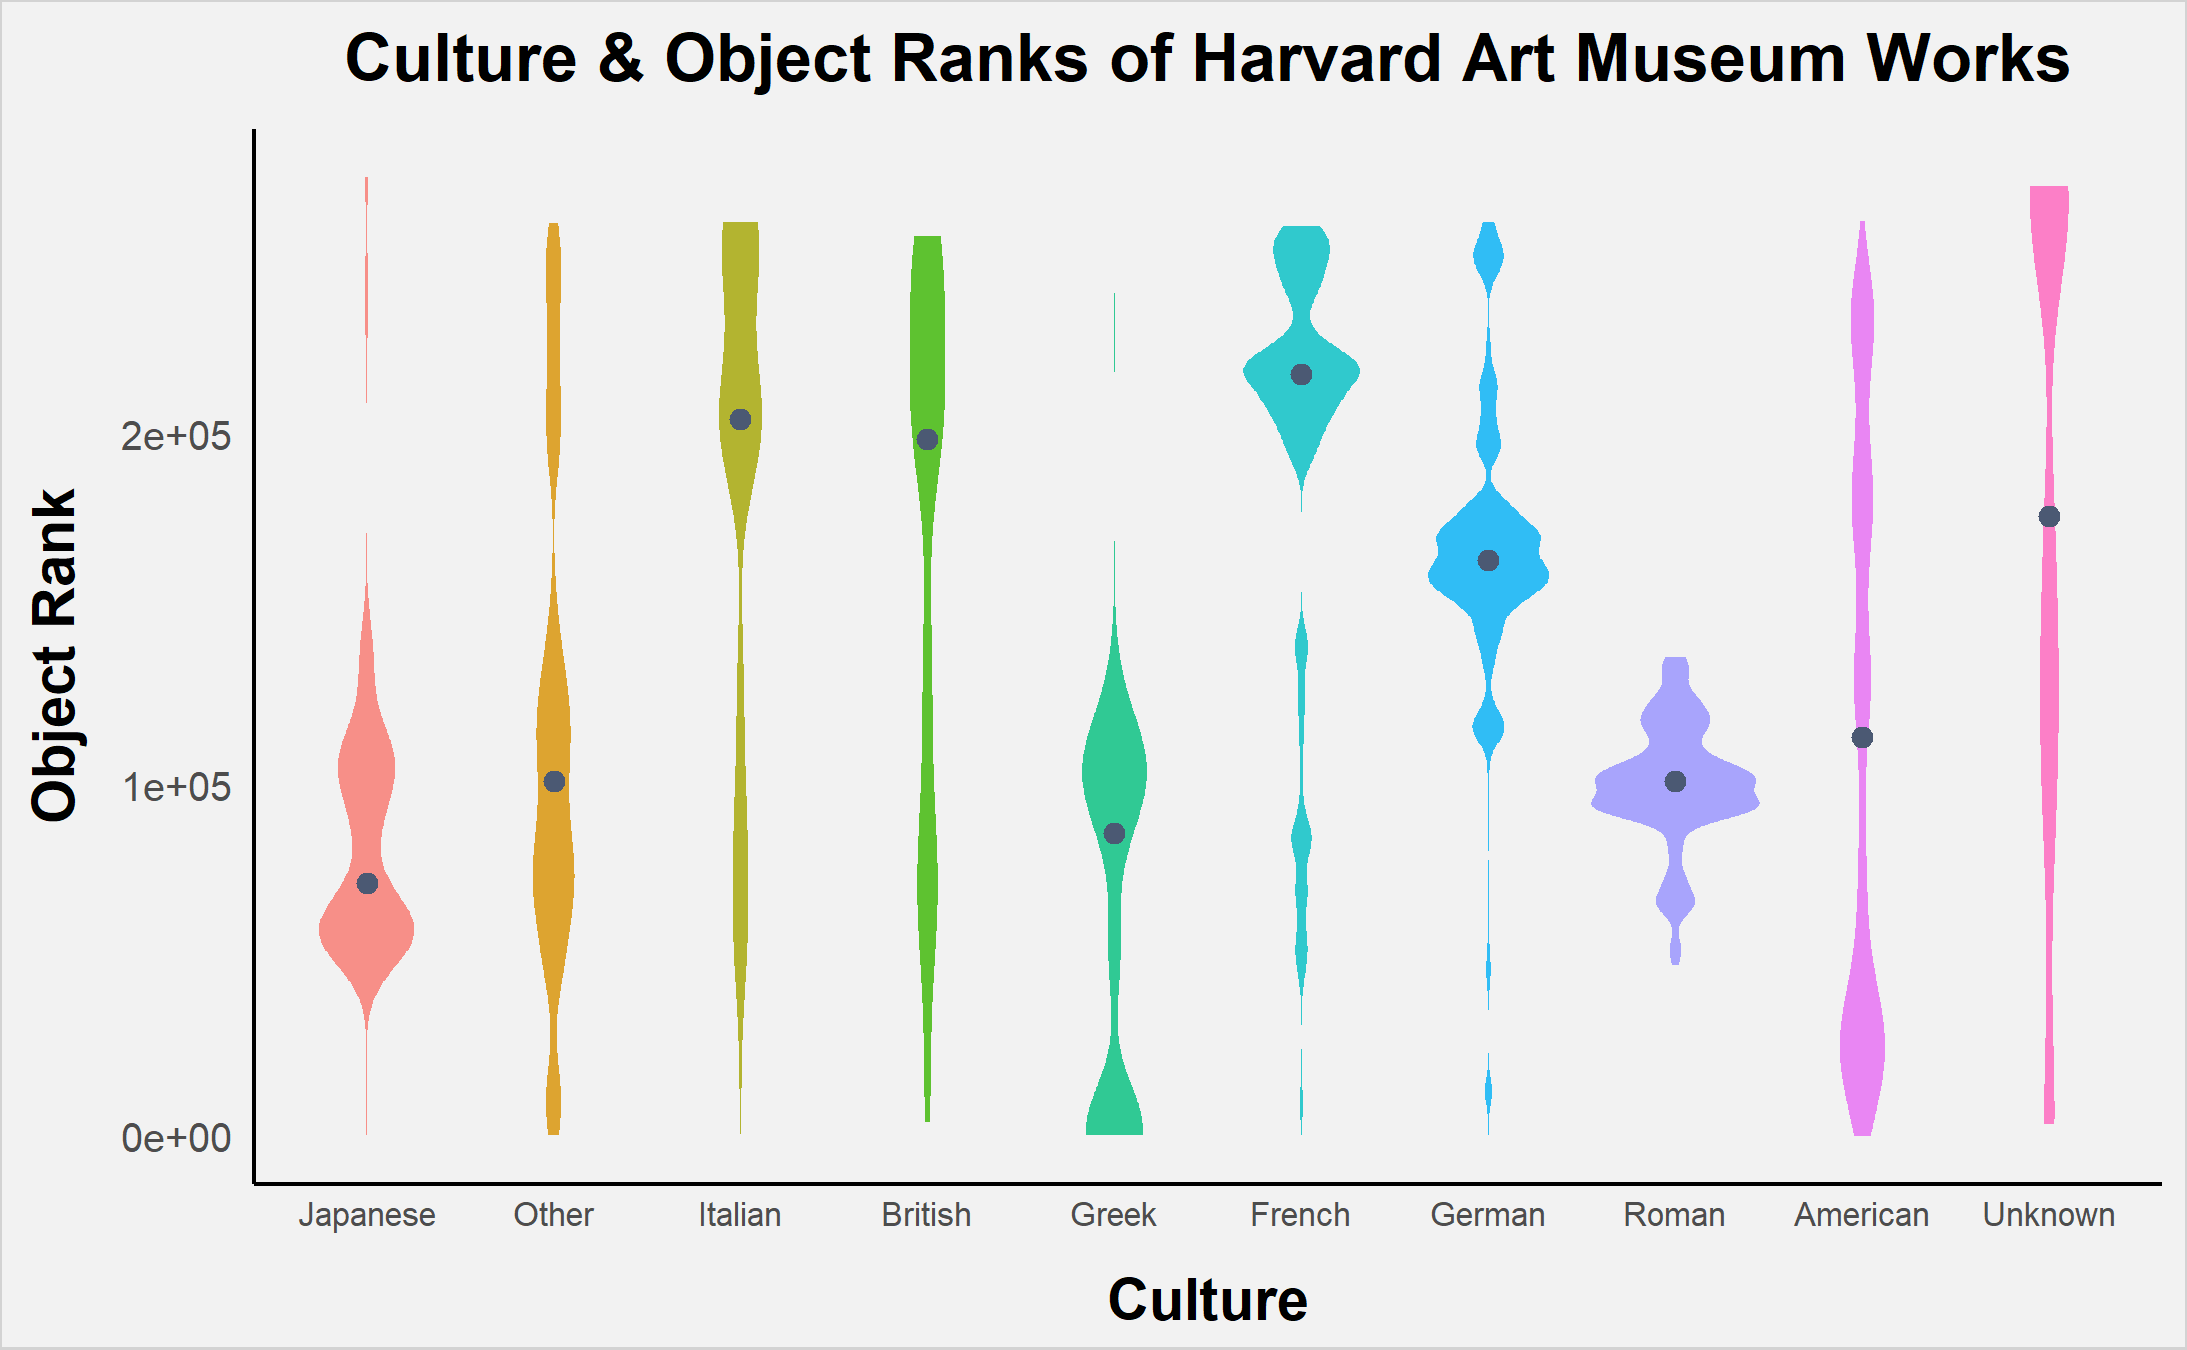 Culture & Object Ranks of Harvard Art Museum Works
Object Rank
2e+05
1e+05
0e+00
Japanese Other Italian British Greek French German Roman American Unknown
Culture